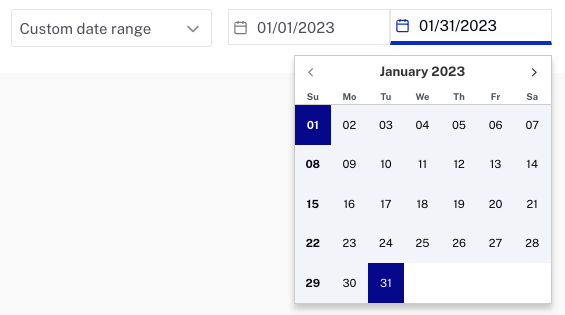 Custom date range 01/01/2023 01/31/2023
January 2023
Su Mo Tu We Th Fr Sa
01 02 03 04 05 06 07
08 09 10 11 12 13 14
15 16 17 18 19 20 21
22 23 24 25 26 27 28
29 30 31